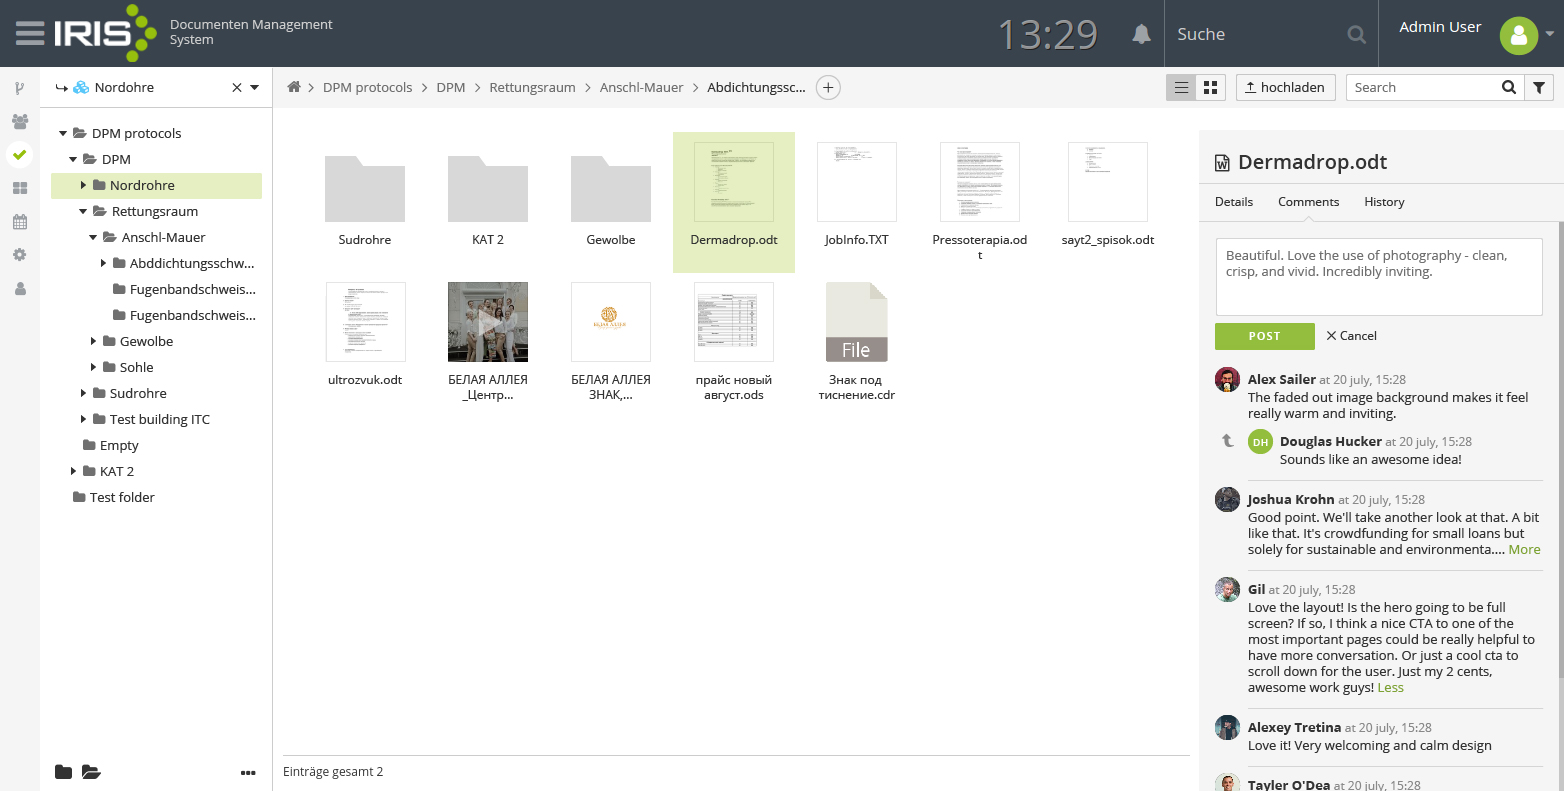 IRIS
Documenten Management
System
13:29
Suche
Admin User
Nordohre
DPM protocols
DPM
Rettungsraum
Anschl-Mauer
Abdichtungssc...
hochladen
Search
DPM protocols
DPM
Nordrohre
Rettungsraum
Anschl-Mauer
Abddichtungsschw...
Fugenbandschweis...
Fugenbandschweis...
Gewolbe
Sohle
Sudrohre
Test building ITC
Empty
KAT 2
Test folder
Sudrohre
KAT 2
Gewolbe
Dermadrop.odt
JobInfo.TXT
Pressoterapia.od
t
sayt2_spisok.odt
БЕЛАЯ АЛЛЕЯ
File
ultrozvuk.odt
БЕЛАЯ АЛЛЕЯ
_Центр...
БЕЛАЯ АЛЛЕЯ
ЗНАК,...
прайс новый
август.ods
Знак под
тиснение.cdr
Einträge gesamt 2
Dermadrop.odt
Details
Comments
History
Beautiful. Love the use of photography - clean,
crisp, and vivid. Incredibly inviting.
POST
Cancel
Alex Sailer at 20 july, 15:28
The faded out image background makes it feel
really warm and inviting.
DH
Douglas Hucker at 20 july, 15:28
Sounds like an awesome idea!
Joshua Krohn at 20 july, 15:28
Good point. We'll take another look at that. A bit
like that. It's crowdfunding for small loans but
solely for sustainable and environmenta.... More
Gil at 20 july, 15:28
Love the layout! Is the hero going to be full
screen? If so, I think a nice CTA to one of the
most important pages could be really helpful to
have more conversation. Or just a cool cta to
scroll down for the user. Just my 2 cents,
awesome work guys! Less
Alexey Tretina at 20 july, 15:28
Love it! Very welcoming and calm design
Tayler O'Dea at 20 july, 15:28